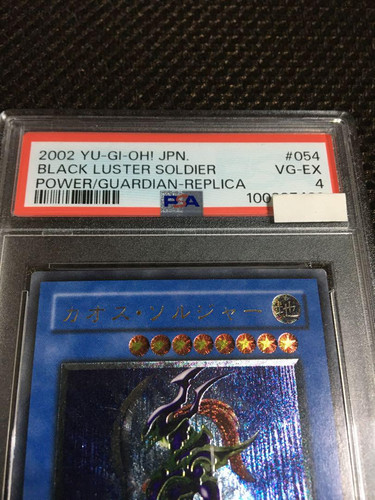 2002 YU-GI-OH! JPN. #054
BLACK LUSTER SOLDIER VG-EX
POWER/GUARDIAN-REPLICA 4
PSA
カオス・ソルジャー 地